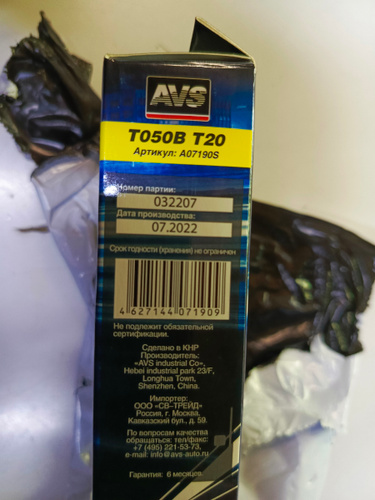 AVS
T050B T20
Артикул: A07190S
Номер партии:
032207
Дата производства:
07.2022
Срок годности (хранения) не ограничен
4 627144 071909
Не подлежит обязательной
сертификации.
Сделано в КНР
Производитель:
«AVS industrial Co»,
Hebei industrial park 23/F,
Longhua Town,
Shenzhen, China.
Импортер:
ООО «СВ-ТРЕЙД»
Россия, г. Москва,
Кавказский бул., д. 59.
По вопросам качества
обращаться: тел/факс:
+7 (495) 221-53-73,
e-mail: info@avs-auto.ru
Гарантия: 6 месяцев.